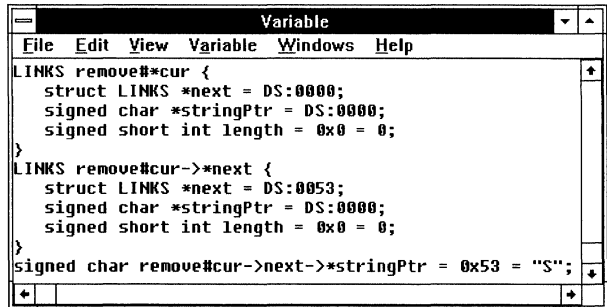 Variable
File Edit View Variable Windows Help
LINKS remove#*cur {
struct LINKS *next = DS:0000;
signed char *stringPtr = DS:0000;
signed short int length = 0x0 = 0;
}
LINKS remove#cur->*next {
struct LINKS *next = DS:0053;
signed char *stringPtr = DS:0000;
signed short int length = 0x0 = 0;
}
signed char remove#cur->next->*stringPtr = 0x53 = "S";